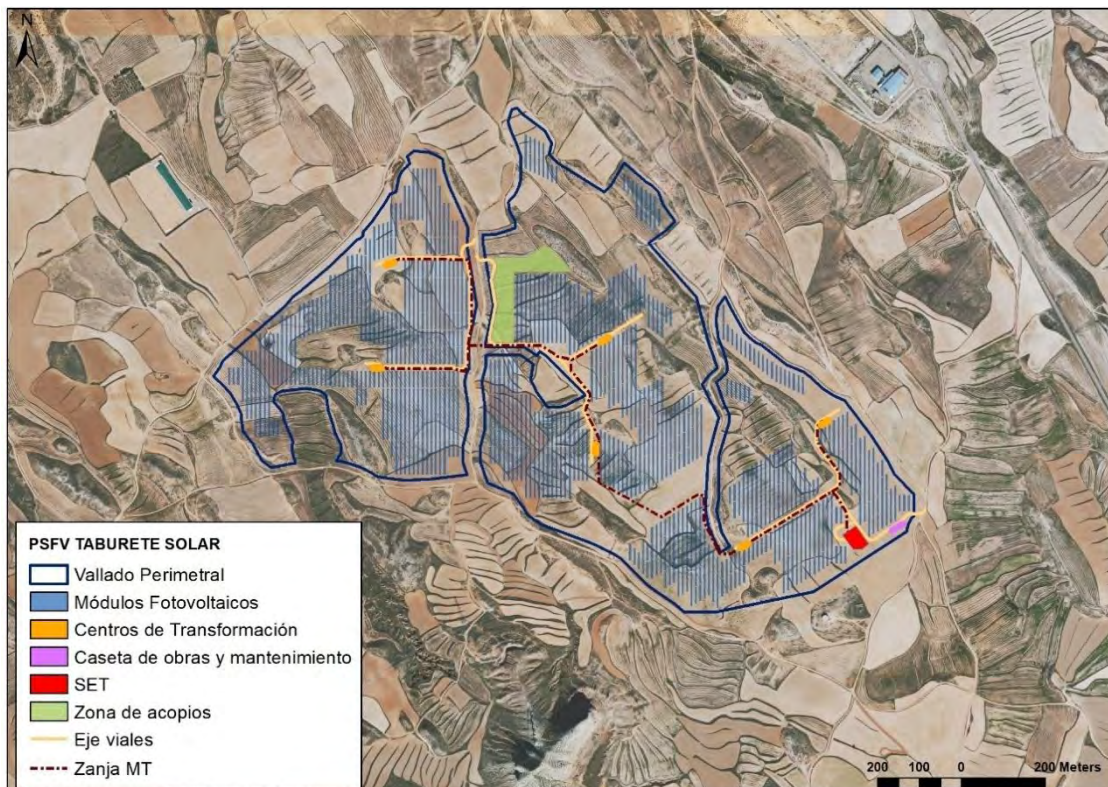 N
PSFV TABURETE SOLAR
Vallado Perimetral
Módulos Fotovoltaicos
Centros de Transformación
Caseta de obras y mantenimiento
SET
Zona de acopios
Eje viales
Zanja MT
200 100 0 200 Meters